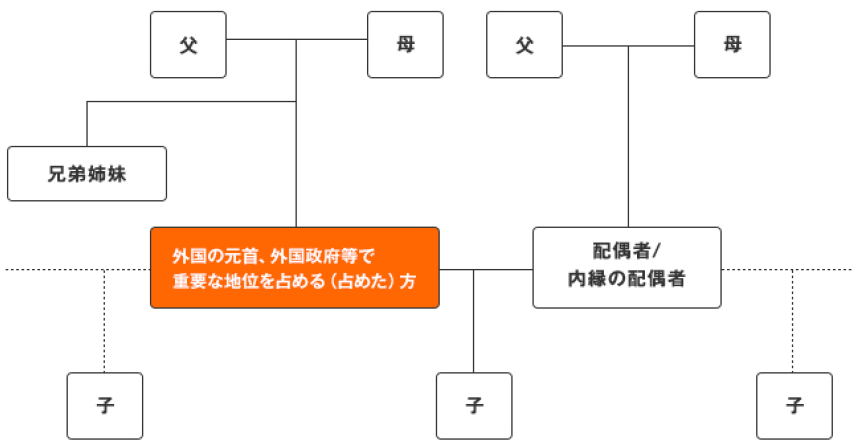 父
母
父
母
兄弟姉妹
外国の元首、外国政府等で
重要な地位を占める（占めた）方
配偶者/
内縁の配偶者
子
子
子